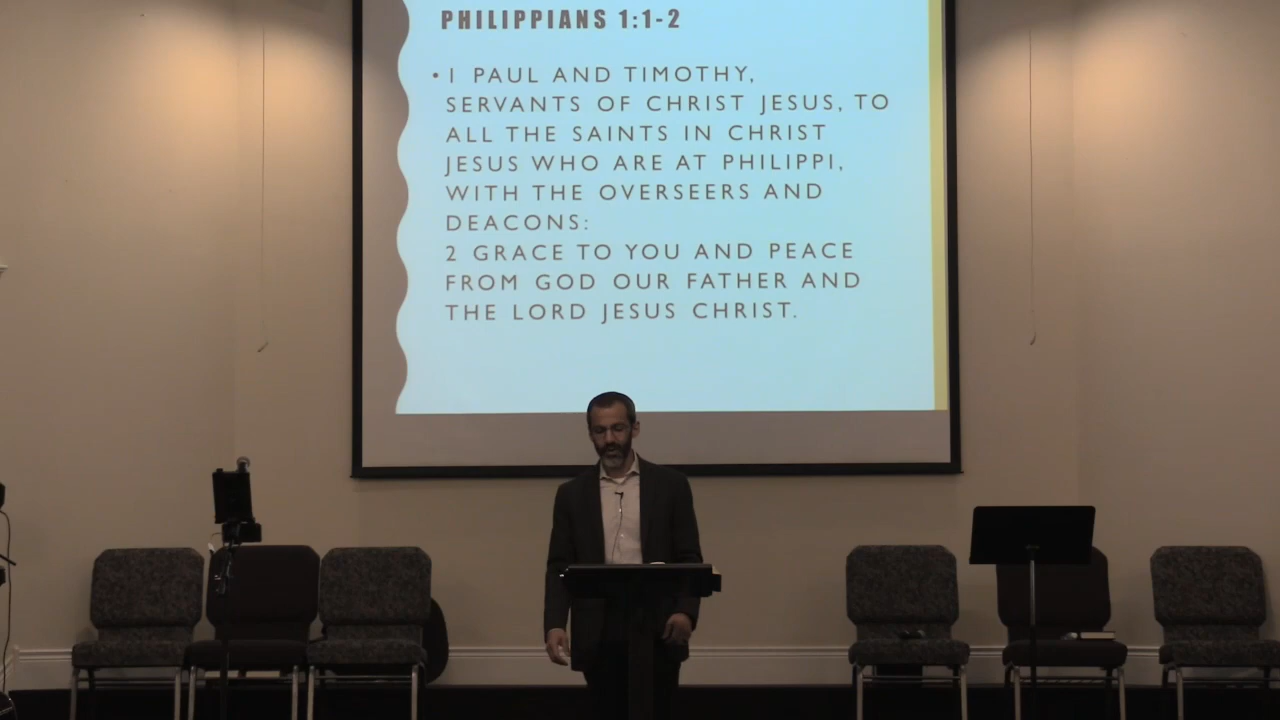 PHILIPPIANS 1:1-2
• 1 PAUL AND TIMOTHY,
SERVANTS OF CHRIST JESUS, TO
ALL THE SAINTS IN CHRIST
JESUS WHO ARE AT PHILIPPI,
WITH THE OVERSEERS AND
DEACONS:
2 GRACE TO YOU AND PEACE
FROM GOD OUR FATHER AND
THE LORD JESUS CHRIST.